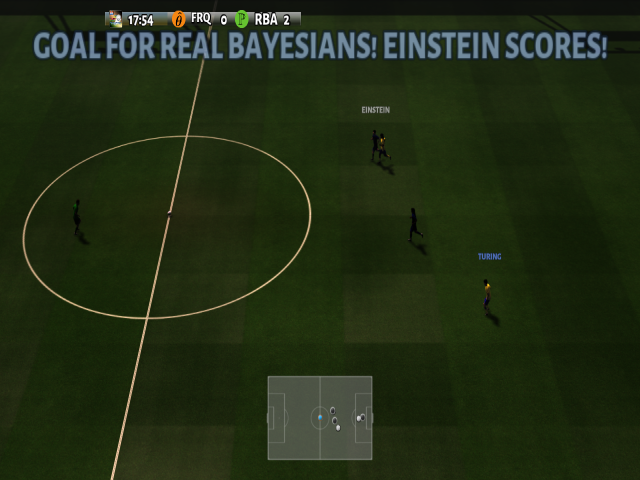 17:54 θ FRQ 0 P RBA 2
GOAL FOR REAL BAYESIANS! EINSTEIN SCORES!
EINSTEIN
TURING